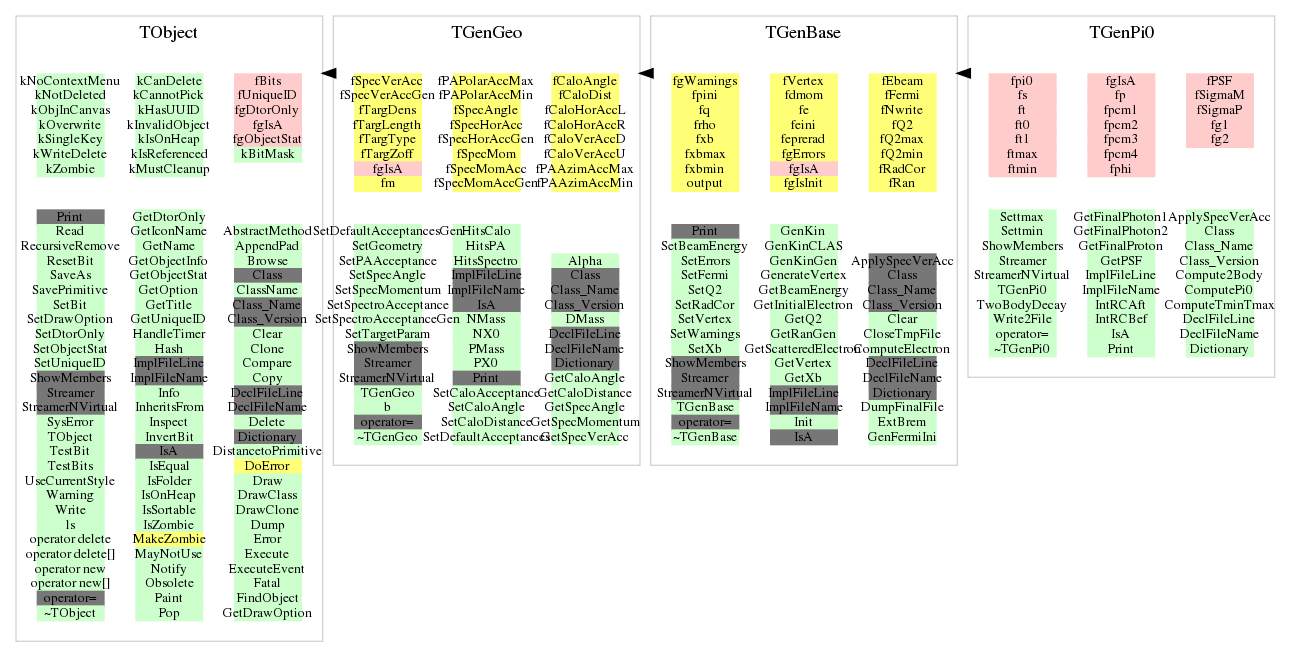 TObject
kNoContextMenu
kNotDeleted
kObjInCanvas
kOverwrite
kSingleKey
kWriteDelete
kZombie
kCanDelete
kCannotPick
kHasUUID
kInvalidObject
kIsOnHeap
kIsReferenced
kMustCleanup
fBits
fUniqueID
fgDtorOnly
fgIsA
fgObjectStat
kBitMask
Print
Read
RecursiveRemove
ResetBit
SaveAs
SavePrimitive
SetBit
SetDrawOption
SetDtorOnly
SetObjectStat
SetUniqueID
ShowMembers
Streamer
StreamerNVirtual
SysError
TObject
TestBit
TestBits
UseCurrentStyle
Warning
Write
ls
operator delete
operator delete[]
operator new
operator new[]
operator=
~TObject
GetDtorOnly
GetIconName
GetName
GetObjectInfo
GetObjectStat
GetOption
GetTitle
GetUniqueID
HandleTimer
Hash
ImplFileLine
ImplFileName
Info
InheritsFrom
Inspect
InvertBit
IsA
IsEqual
IsFolder
IsOnHeap
IsSortable
IsZombie
MakeZombie
MayNotUse
Notify
Obsolete
Paint
Pop
AbstractMethod
AppendPad
Browse
Class
ClassName
Class_Name
Class_Version
Clear
Clone
Compare
Copy
DeclFileLine
DeclFileName
Delete
Dictionary
DistancetoPrimitive
DoError
Draw
DrawClass
DrawClone
Dump
Error
Execute
ExecuteEvent
Fatal
FindObject
GetDrawOption
TGenGeo
fSpecVerAcc
fSpecVerAccGen
fTargDens
fTargLength
fTargType
fTargZoff
fgIsA
fm
fPAPolarAccMax
fPAPolarAccMin
fSpecAngle
fSpecHorAcc
fSpecHorAccGen
fSpecMom
fSpecMomAcc
fSpecMomAccGen
fCaloAngle
fCaloDist
fCaloHorAccL
fCaloHorAccR
fCaloVerAccD
fCaloVerAccU
fPAAzimAccMax
fPAAzimAccMin
SetDefaultAcceptancesGen
SetGeometry
SetPAAcceptance
SetSpecAngle
SetSpecMomentum
SetSpectroAcceptance
SetSpectroAcceptanceGen
SetTargetParam
ShowMembers
Streamer
StreamerNVirtual
TGenGeo
b
operator=
~TGenGeo
HitsCalo
HitsPA
HitsSpectro
ImplFileLine
ImplFileName
IsA
NMass
NX0
PMass
PX0
Print
SetCaloAcceptance
SetCaloAngle
SetCaloDistance
SetDefaultAcceptances
Alpha
Class
Class_Name
Class_Version
DMass
DeclFileLine
DeclFileName
Dictionary
GetCaloAngle
GetCaloDistance
GetSpecAngle
GetSpecMomentum
GetSpecVerAcc
TGenBase
fgWarnings
fpini
fq
frho
fxb
fxbmax
fxbmin
output
fVertex
fdmom
fe
feini
feprerad
fgErrors
fgIsA
fgIsInit
fEbeam
fFermi
fNwrite
fQ2
fQ2max
fQ2min
fRadCor
fRan
Print
SetBeamEnergy
SetErrors
SetFermi
SetQ2
SetRadCor
SetVertex
SetWarnings
SetXb
ShowMembers
Streamer
StreamerNVirtual
TGenBase
operator=
~TGenBase
GenKin
GenKinCLAS
GenKinGen
GenerateVertex
GetBeamEnergy
GetInitialElectron
GetQ2
GetRanGen
GetScatteredElectron
GetVertex
GetXb
ImplFileLine
ImplFileName
Init
IsA
ApplySpecVerAcc
Class
Class_Name
Class_Version
Clear
CloseTmpFile
ComputeElectron
DeclFileLine
DeclFileName
Dictionary
DumpFinalFile
ExtBrem
GenFermiIni
TGenPi0
fpi0
fs
ft
ft0
ft1
ftmax
ftmin
fgIsA
fp
fpcm1
fpcm2
fpcm3
fpcm4
fphi
fPSF
fSigmaM
fSigmaP
fg1
fg2
Settmax
Settmin
ShowMembers
Streamer
StreamerNVirtual
TGenPi0
TwoBodyDecay
Write2File
operator=
~TGenPi0
GetFinalPhoton1
GetFinalPhoton2
GetFinalProton
GetPSF
ImplFileLine
ImplFileName
IntRCAft
IntRCBef
IsA
Print
ApplySpecVerAcc
Class
Class_Name
Class_Version
Compute2Body
ComputePi0
ComputeTminTmax
DeclFileLine
DeclFileName
Dictionary